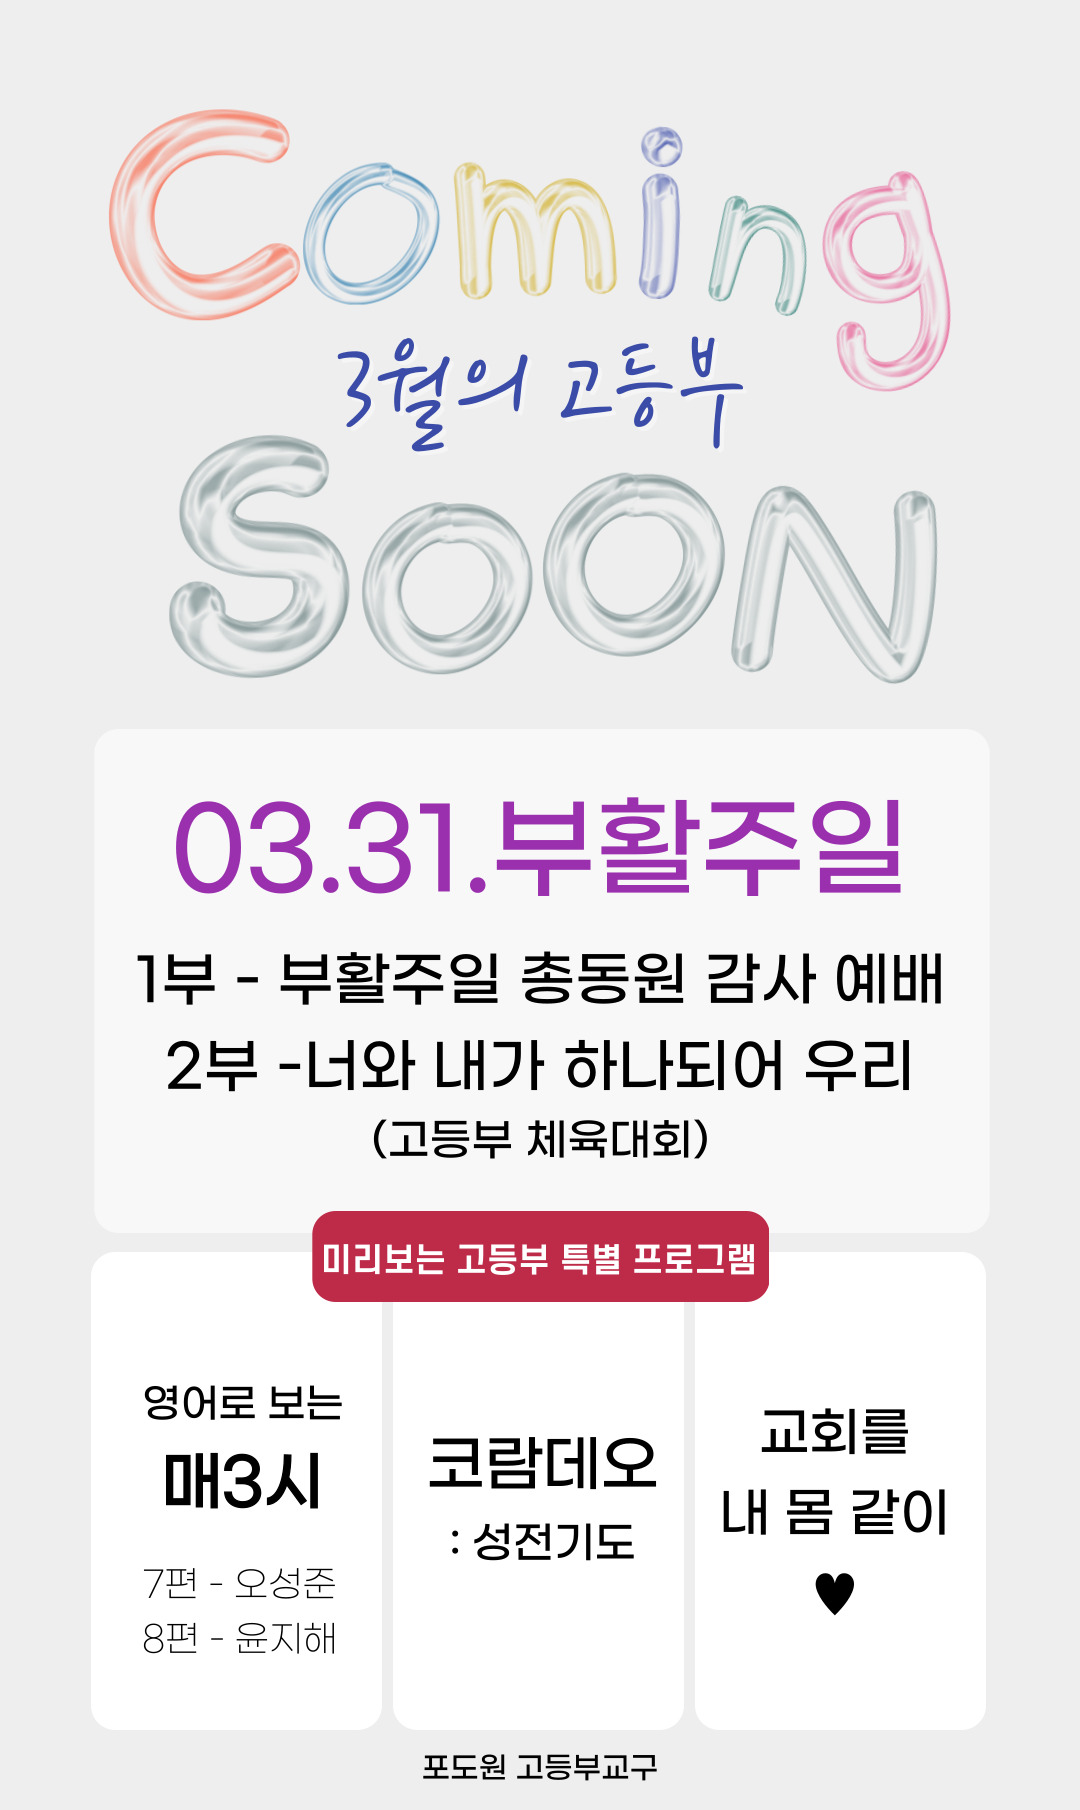 Coming
3월의 고등부
SOON
03.31.부활주일
1부 - 부활주일 총동원 감사 예배
2부 -너와 내가 하나되어 우리
(고등부 체육대회)
미리보는 고등부 특별 프로그램
영어로 보는
매3시
7편 - 오성준
8편 - 윤지해
코람데오
: 성전기도
교회를
내 몸 같이
♥
포도원 고등부교구